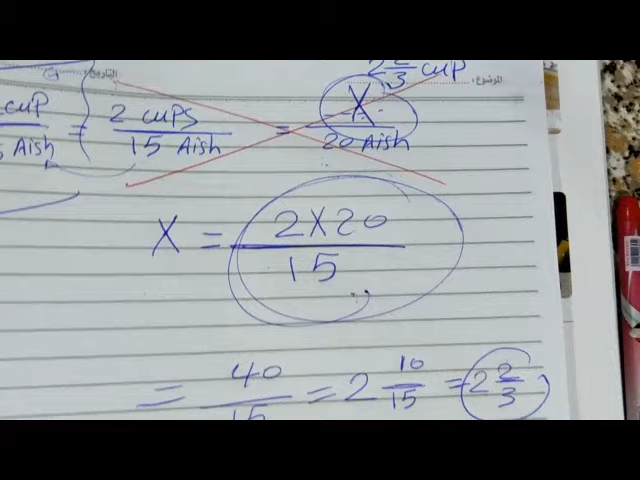 التاريخ:
الموضوع:
2 2/3 cup
cup / Aish = 2 cups / 15 Aish = X / 20 Aish
X = 2X20 / 15
= 40 / 15 = 2 10/15 = 2 2/3